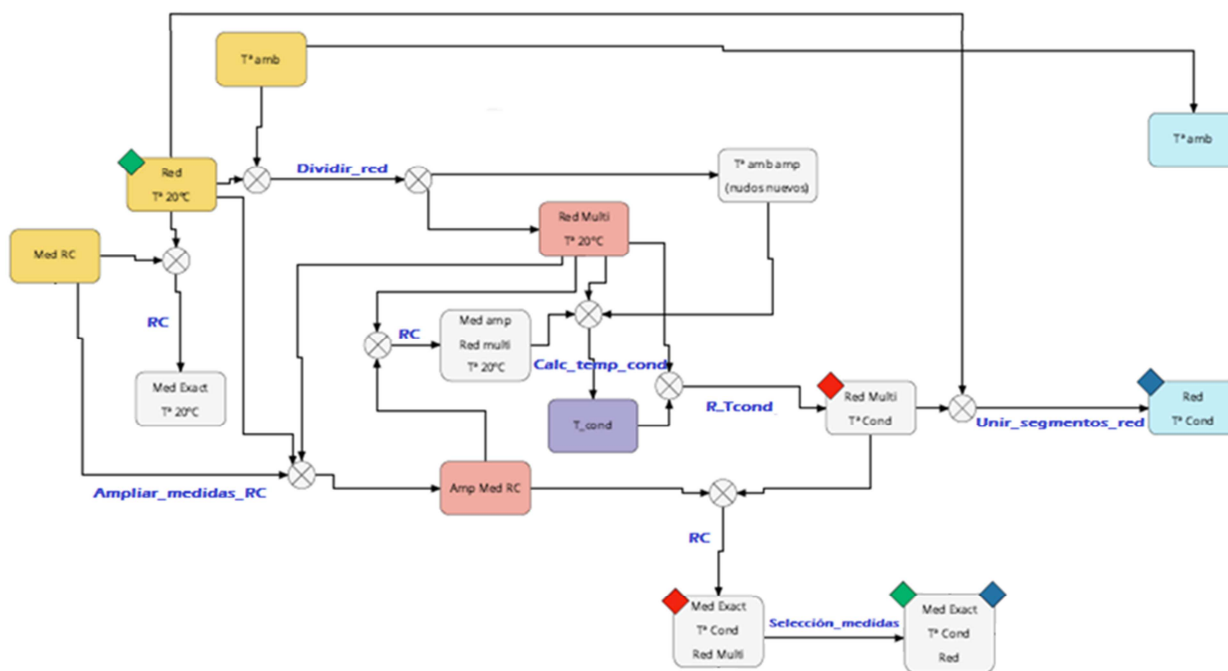 Tª amb
Tª amb
Dividir_red
Tª amb amp
(nudos nuevos)
Red
Tª 20ºC
Red Multi
Tª 20ºC
Med RC
RC
Med amp
Red multi
Tª 20ºC
RC
Calc_temp_cond
Med Exact
Tª 20ºC
T_cond
R_Tcond
Red Multi
Tª Cond
Unir_segmentos_red
Red
Tª Cond
Ampliar_medidas_RC
Amp Med RC
RC
Med Exact
Tª Cond
Red Multi
Selección_medidas
Med Exact
Tª Cond
Red